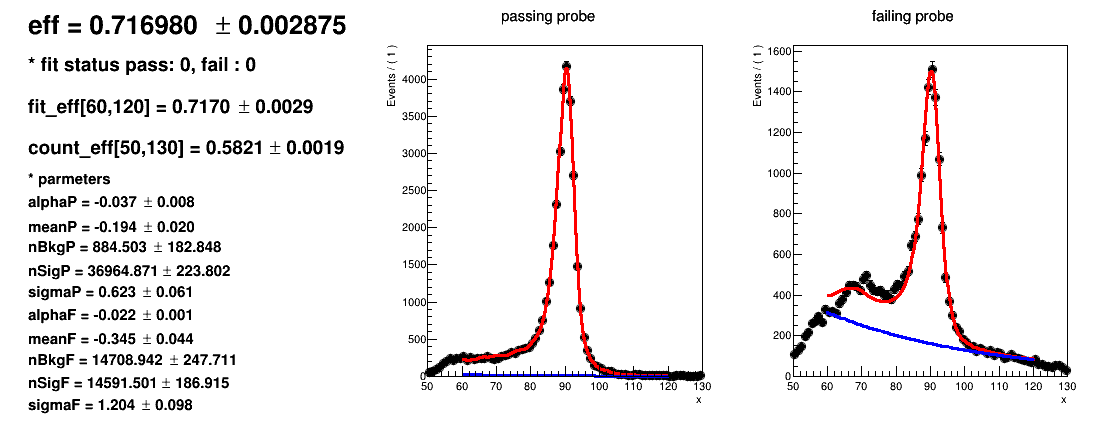 eff = 0.716980 ± 0.002875
* fit status pass: 0, fail : 0
fit_eff[60,120] = 0.7170 ± 0.0029
count_eff[50,130] = 0.5821 ± 0.0019
* parmeters
alphaP = -0.037 ± 0.008
meanP = -0.194 ± 0.020
nBkgP = 884.503 ± 182.848
nSigP = 36964.871 ± 223.802
sigmaP = 0.623 ± 0.061
alphaF = -0.022 ± 0.001
meanF = -0.345 ± 0.044
nBkgF = 14708.942 ± 247.711
nSigF = 14591.501 ± 186.915
sigmaF = 1.204 ± 0.098
passing probe
Events / ( 1 )
4000
3500
3000
2500
2000
1500
1000
500
0
50 60 70 80 90 100 110 120 130
x
failing probe
Events / ( 1 )
1600
1400
1200
1000
800
600
400
200
0
50 60 70 80 90 100 110 120 130
x